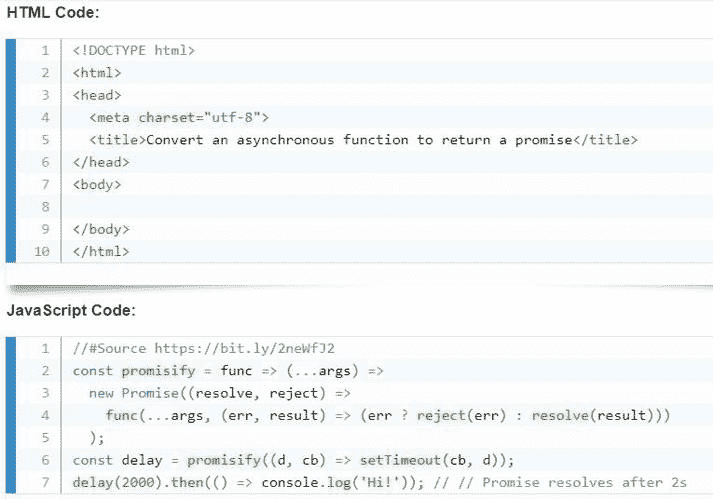 HTML Code:
1 <!DOCTYPE html>
2 <html>
3 <head>
4   <meta charset="utf-8">
5   <title>Convert an asynchronous function to return a promise</title>
6 </head>
7 <body>
8
9 </body>
10 </html>
JavaScript Code:
1 //#Source https://bit.ly/2neWfJ2
2 const promisify = func => (...args) =>
3   new Promise((resolve, reject) =>
4     func(...args, (err, result) => (err ? reject(err) : resolve(result)))
5   );
6 const delay = promisify((d, cb) => setTimeout(cb, d));
7 delay(2000).then(() => console.log('Hi!')); // // Promise resolves after 2s